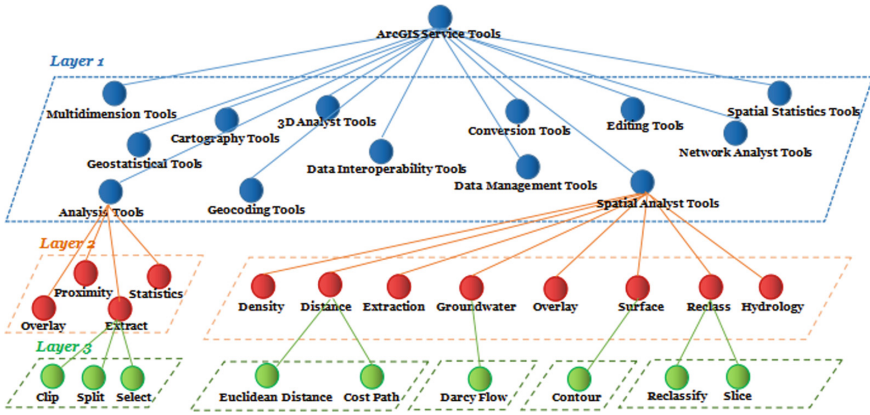 ArcGIS Service Tools
Layer 1
Multidimension Tools
Cartography Tools
3D Analyst Tools
Conversion Tools
Editing Tools
Spatial Statistics Tools
Geostatistical Tools
Data Interoperability Tools
Network Analyst Tools
Analysis Tools
Geocoding Tools
Data Management Tools
Spatial Analyst Tools
Layer 2
Proximity
Statistics
Overlay
Extract
Density
Distance
Extraction
Groundwater
Overlay
Surface
Reclass
Hydrology
Layer 3
Clip
Split
Select
Euclidean Distance
Cost Path
Darcy Flow
Contour
Reclassify
Slice